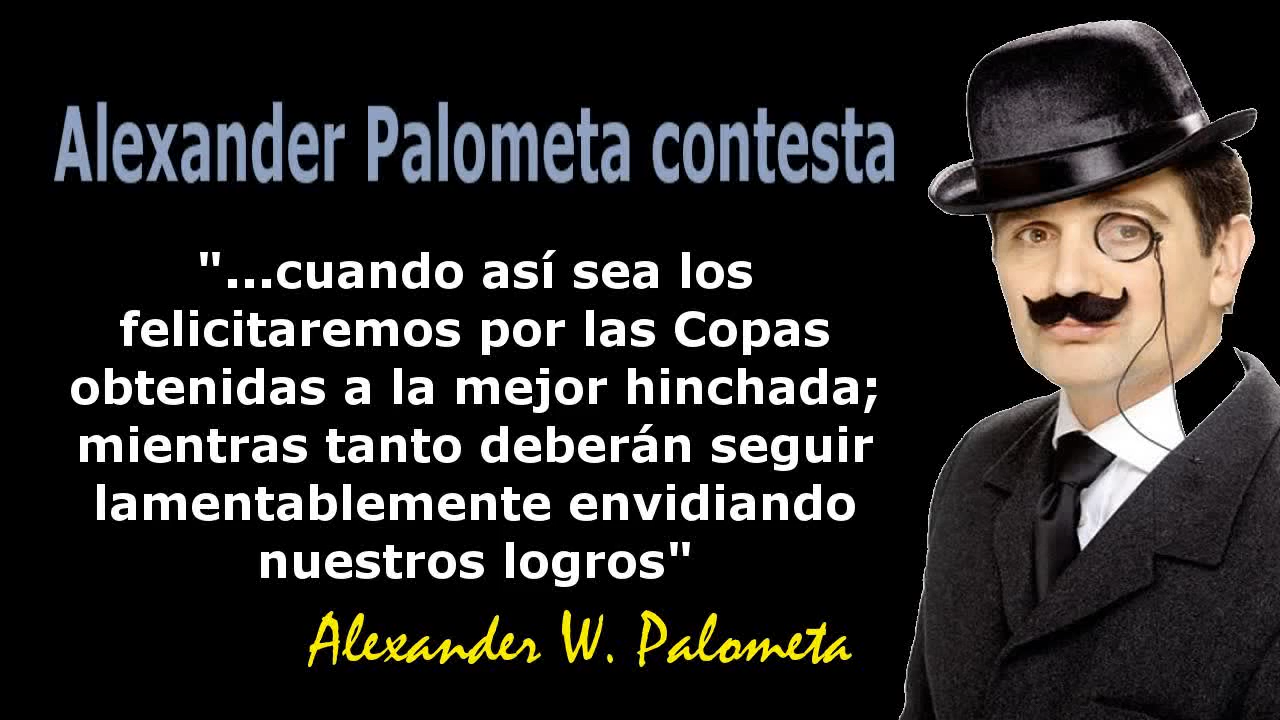 Alexander Palometa contesta
"...cuando así sea los
felicitaremos por las Copas
obtenidas a la mejor hinchada;
mientras tanto deberán seguir
lamentablemente envidiando
nuestros logros"
Alexander W. Palometa